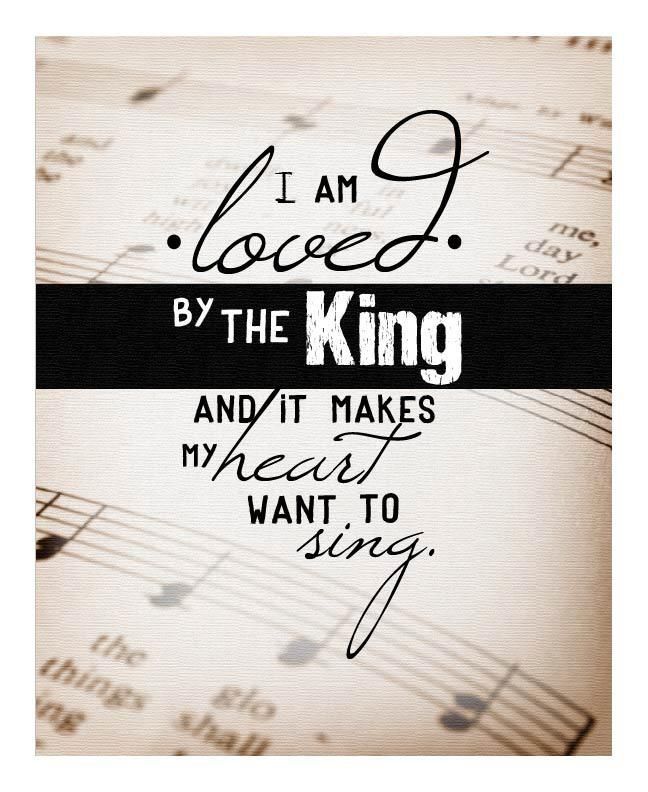 I AM
•loved•
BY THE King
AND iT MAKES
MY heart
WANT TO
sing.
me,
day
Lord
the
things
ing
glo
shall